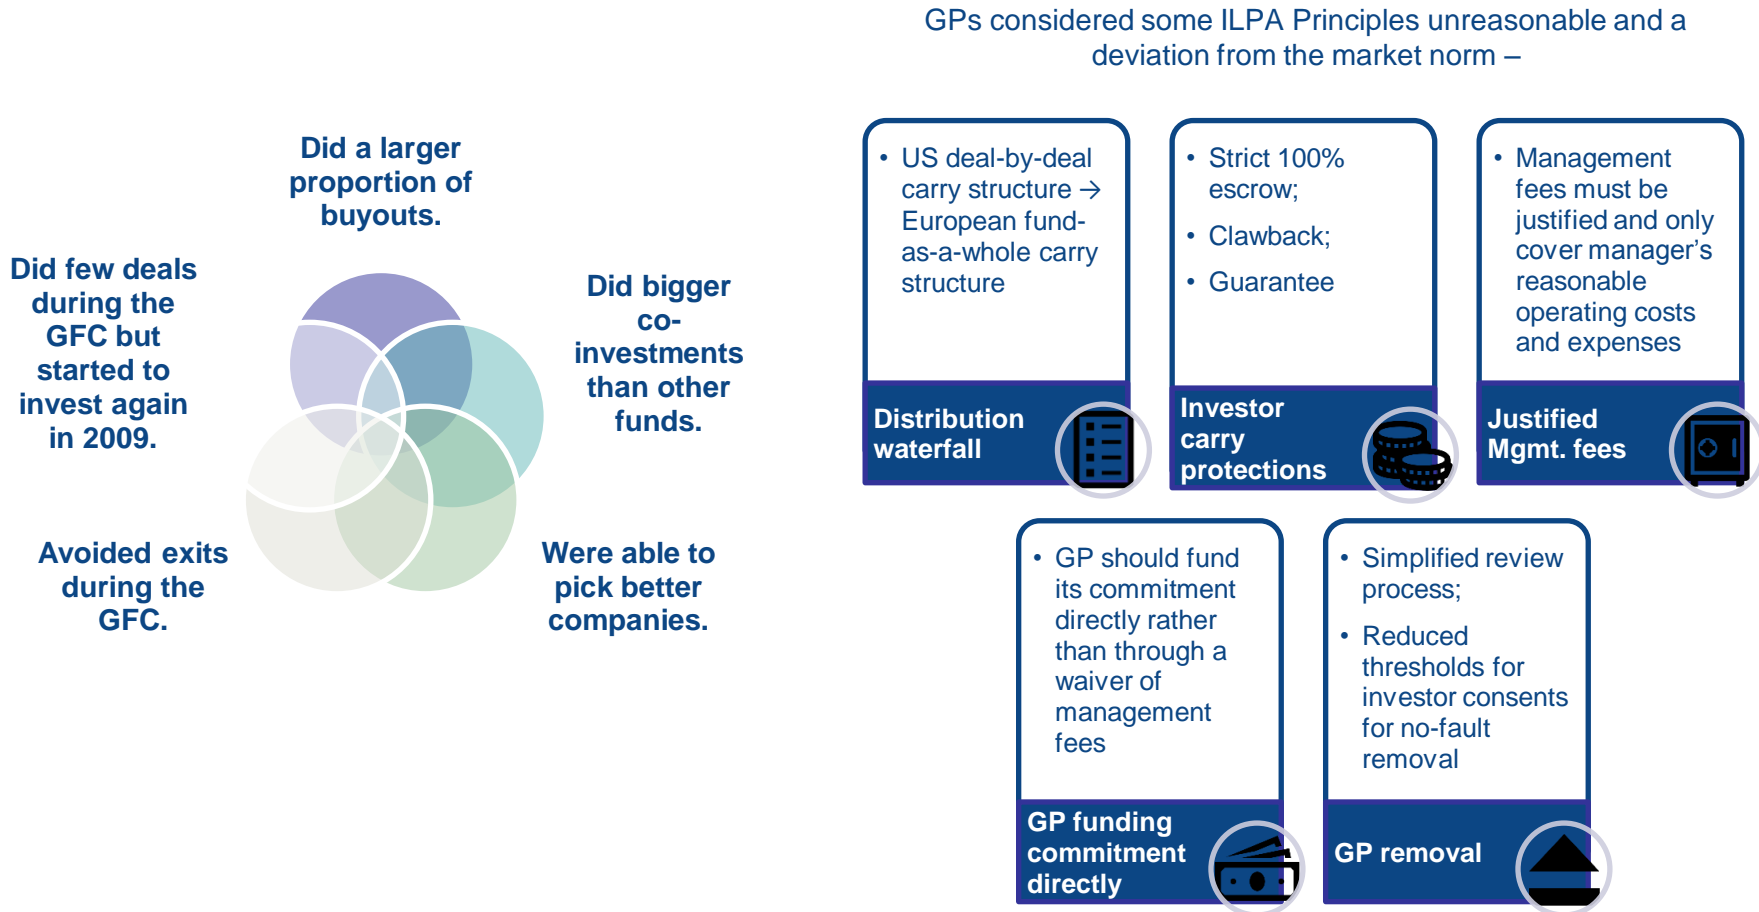 GPs considered some ILPA Principles unreasonable and a
deviation from the market norm –
Did a larger
proportion of
buyouts.
Did few deals
during the
GFC but
started to
invest again
in 2009.
Did bigger
co-
investments
than other
funds.
Avoided exits
during the
GFC.
Were able to
pick better
companies.
• US deal-by-deal
carry structure →
European fund-
as-a-whole carry
structure
Distribution
waterfall
• Strict 100%
escrow;
• Clawback;
• Guarantee
Investor
carry
protections
• Management
fees must be
justified and only
cover manager's
reasonable
operating costs
and expenses
Justified
Mgmt. fees
• GP should fund
its commitment
directly rather
than through a
waiver of
management
fees
GP funding
commitment
directly
• Simplified review
process;
• Reduced
thresholds for
investor consents
for no-fault
removal
GP removal